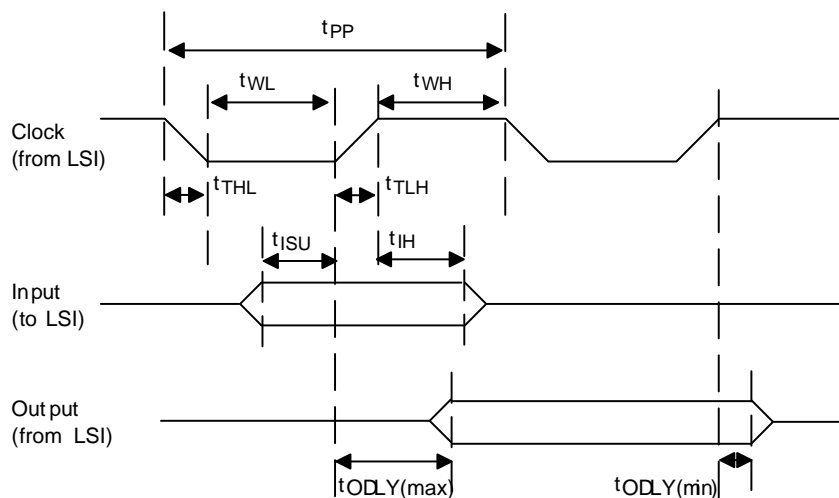 tPP
tWL
tWH
Clock
(from LSI)
tTHL
tTLH
tISU
tIH
Input
(to LSI)
Output
(from LSI)
tODLY(max)
tODLY(min)